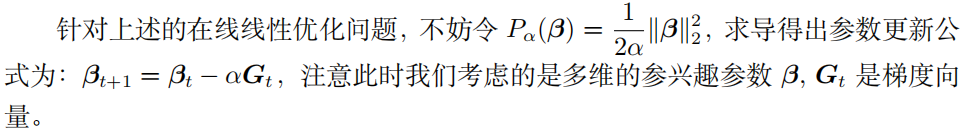 针对上述的在线线性优化问题，不妨令 $P_{\alpha}(\boldsymbol{\beta}) = \frac{1}{2\alpha}\|\boldsymbol{\beta}\|_2^2$，求导得出参数更新公
式为：$\boldsymbol{\beta}_{t+1} = \boldsymbol{\beta}_t - \alpha \boldsymbol{G}_t$，注意此时我们考虑的是多维的参兴趣参数 $\boldsymbol{\beta}$, $\boldsymbol{G}_t$ 是梯度向
量。